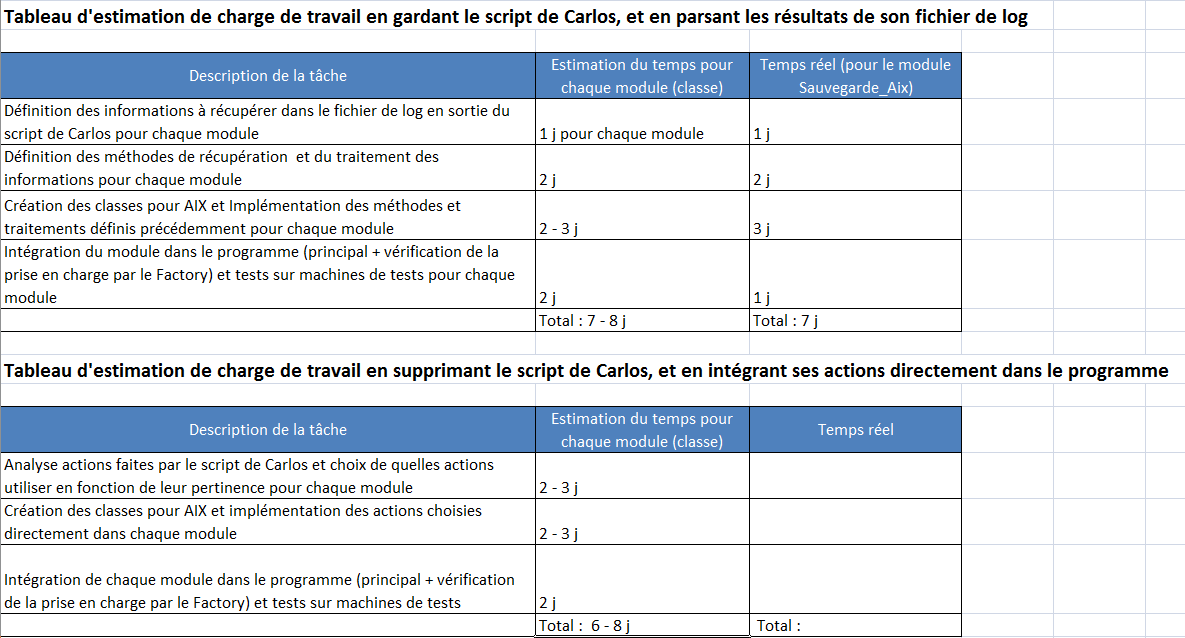 Tableau d'estimation de charge de travail en gardant le script de Carlos, et en parsant les résultats de son fichier de log
Description de la tâche
Estimation du temps pour
chaque module (classe)
Temps réel (pour le module
Sauvegarde_Aix)
Définition des informations à récupérer dans le fichier de log en sortie du
script de Carlos pour chaque module
1 j pour chaque module
1 j
Définition des méthodes de récupération et du traitement des
informations pour chaque module
2 j
2 j
Création des classes pour AIX et Implémentation des méthodes et
traitements définis précédemment pour chaque module
2 - 3 j
3 j
Intégration du module dans le programme (principal + vérification de la
prise en charge par le Factory) et tests sur machines de tests pour chaque
module
2 j
1 j
Total : 7 - 8 j
Total : 7 j
Tableau d'estimation de charge de travail en supprimant le script de Carlos, et en intégrant ses actions directement dans le programme
Description de la tâche
Estimation du temps pour
chaque module (classe)
Temps réel
Analyse actions faites par le script de Carlos et choix de quelles actions
utiliser en fonction de leur pertinence pour chaque module
2 - 3 j
Création des classes pour AIX et implémentation des actions choisies
directement dans chaque module
2 - 3 j
Intégration de chaque module dans le programme (principal + vérification
de la prise en charge par le Factory) et tests sur machines de tests
2 j
Total : 6 - 8 j
Total :